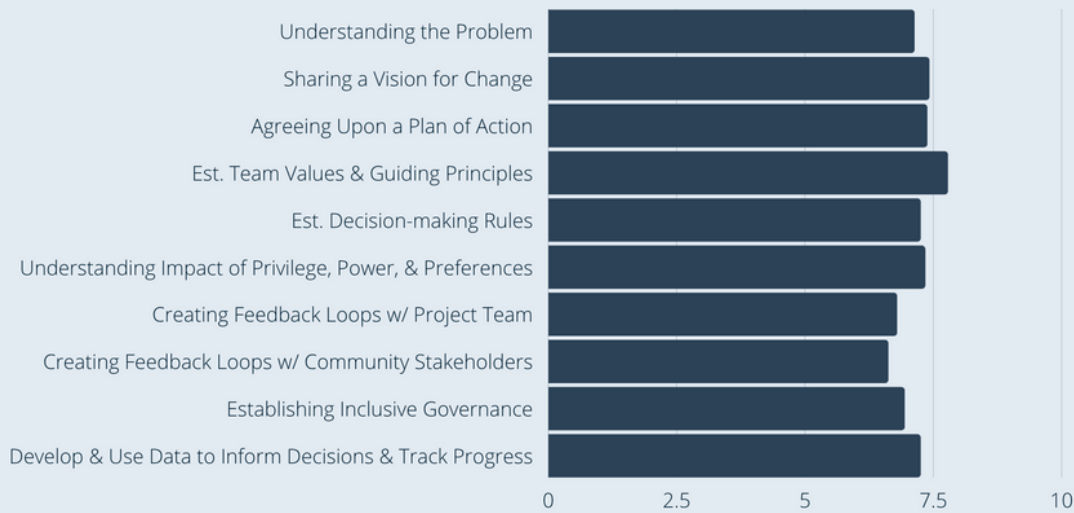 Understanding the Problem
Sharing a Vision for Change
Agreeing Upon a Plan of Action
Est. Team Values & Guiding Principles
Est. Decision-making Rules
Understanding Impact of Privilege, Power, & Preferences
Creating Feedback Loops w/ Project Team
Creating Feedback Loops w/ Community Stakeholders
Establishing Inclusive Governance
Develop & Use Data to Inform Decisions & Track Progress
0 2.5 5 7.5 10